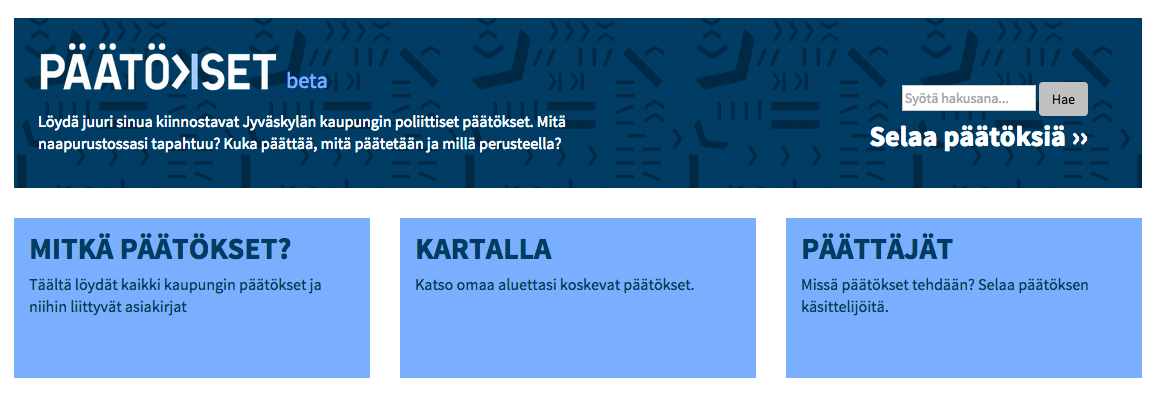 PÄÄTÖKSET beta
Löydä juuri sinua kiinnostavat Jyväskylän kaupungin poliittiset päätökset. Mitä
naapurustossasi tapahtuu? Kuka päättää, mitä päätetään ja millä perusteella?
Syötä hakusana... Hae
Selaa päätöksiä ››
MITKÄ PÄÄTÖKSET?
Täältä löydät kaikki kaupungin päätökset ja
niihin liittyvät asiakirjat
KARTALLA
Katso omaa aluettasi koskevat päätökset.
PÄÄTTÄJÄT
Missä päätökset tehdään? Selaa päätöksen
käsittelijöitä.